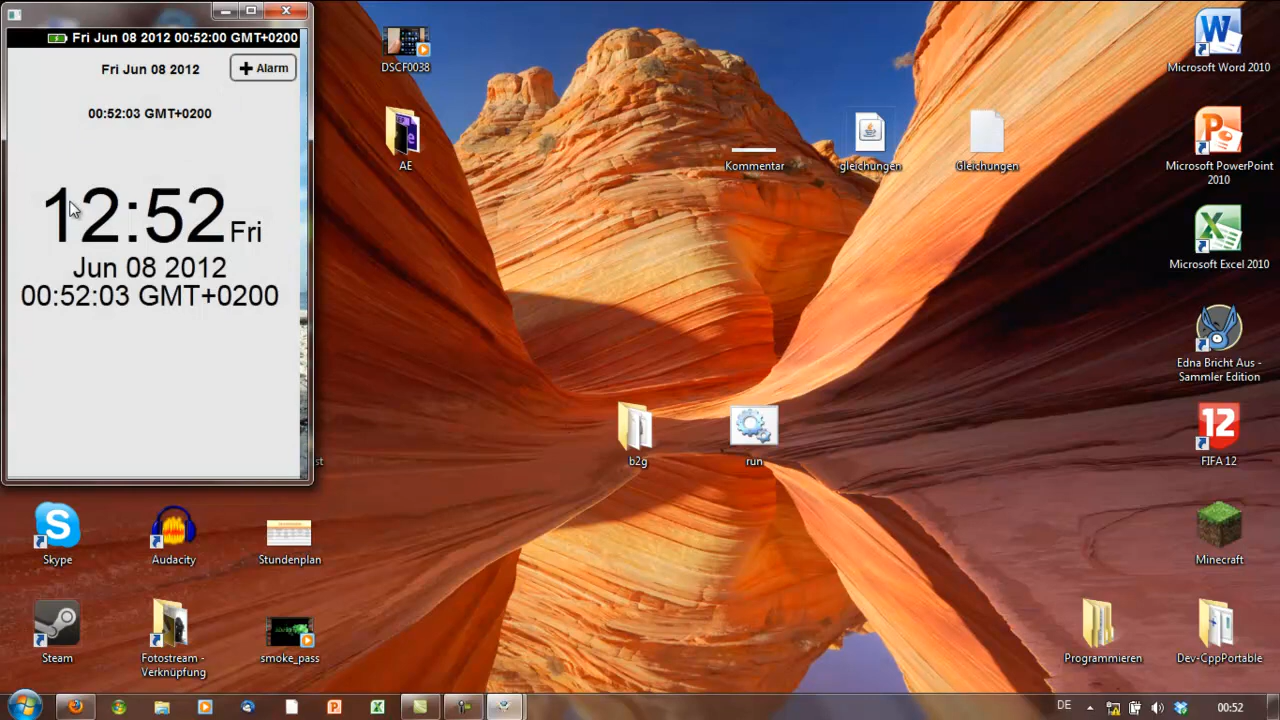 Fri Jun 08 2012 00:52:00 GMT+0200
Fri Jun 08 2012
Alarm
00:52:03 GMT+0200
12:52 Fri
Jun 08 2012
00:52:03 GMT+0200
DSCF0038
AE
Kommentar
gleichungen
Gleichungen
Microsoft Word 2010
Microsoft PowerPoint
2010
Microsoft Excel 2010
Edna Bricht Aus -
Sammler Edition
b2g
run
12
FIFA 12
Skype
Audacity
Stundenplan
Minecraft
Steam
Fotostream -
Verknüpfung
smoke_pass
Programmieren
Dev-CppPortable
DE
00:52